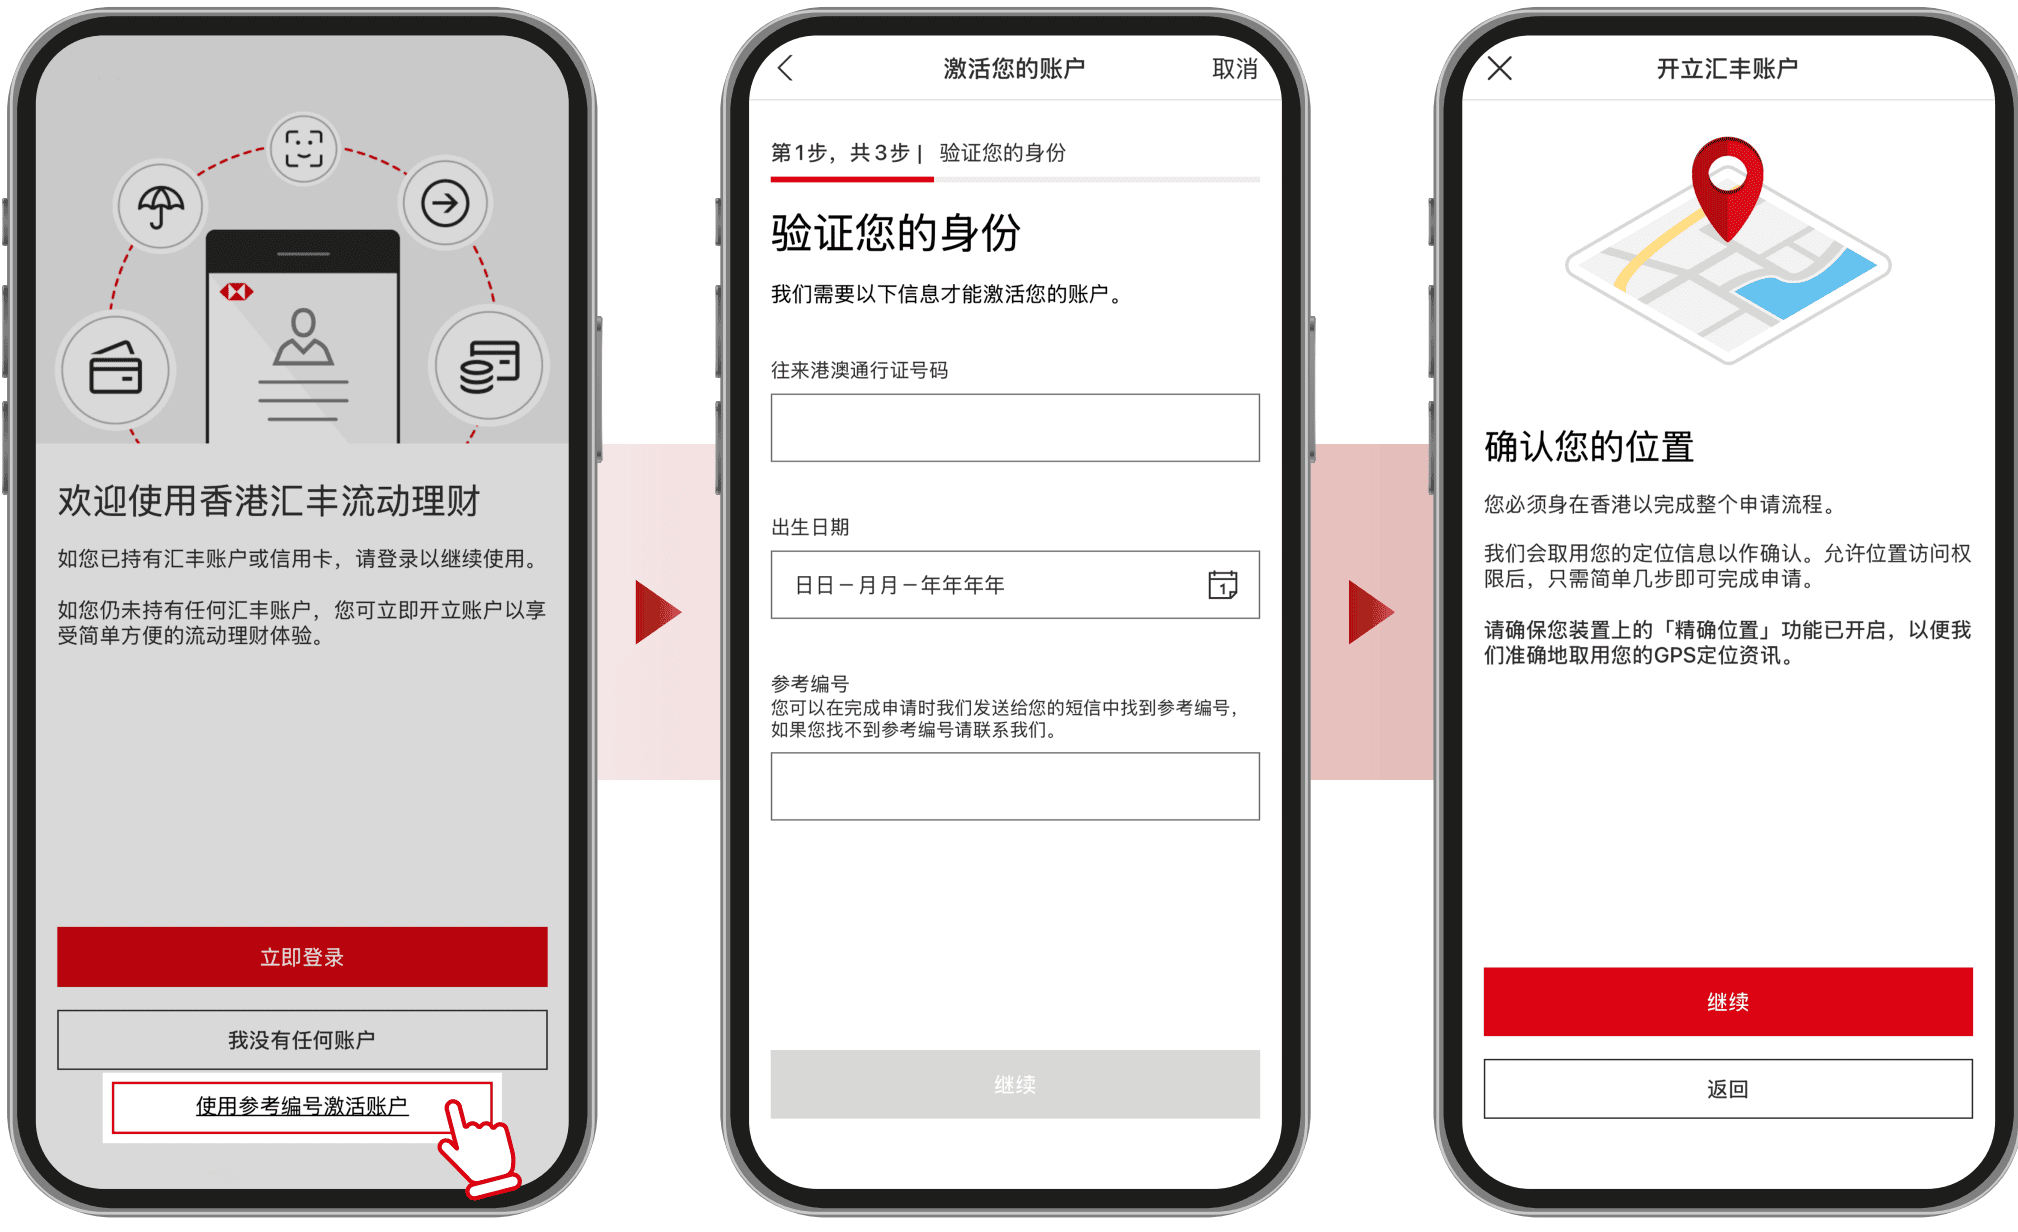 欢迎使用香港汇丰流动理财
如您已持有汇丰账户或信用卡，请登录以继续使用。
如您仍未持有任何汇丰账户，您可立即开立账户以享
受简单方便的流动理财体验。
立即登录
我没有任何账户
使用参考编号激活账户
激活您的账户
取消
第1步，共3步 | 验证您的身份
验证您的身份
我们需要以下信息才能激活您的账户。
往来港澳通行证号码
出生日期
日日－月月－年年年年
1
参考编号
您可以在完成申请时我们发送给您的短信中找到参考编号，
如果您找不到参考编号请联系我们。
继续
开立汇丰账户
确认您的位置
您必须身在香港以完成整个申请流程。
我们会取用您的定位信息以作确认。允许位置访问权
限后，只需简单几步即可完成申请。
请确保您装置上的「精确位置」功能已开启，以便我
们准确地取用您的GPS定位资讯。
继续
返回